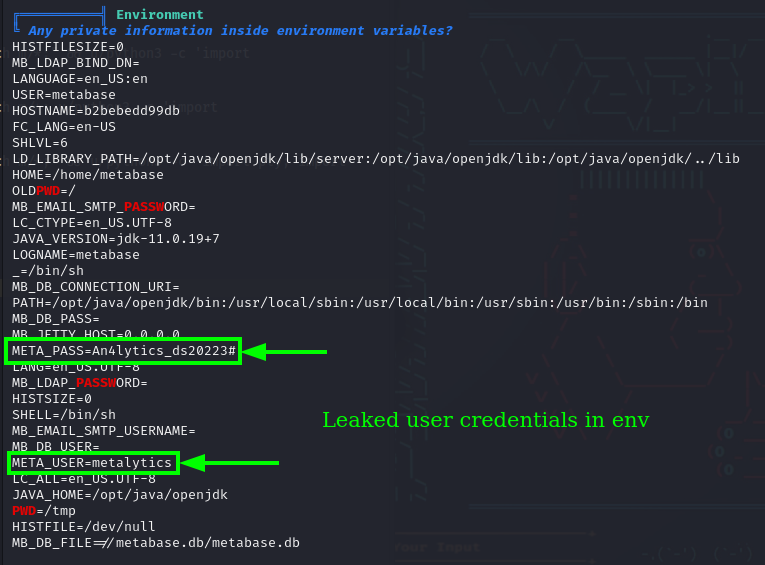 Environment
Any private information inside environment variables?
HISTFILESIZE=0
python3 -c 'import
MB_LDAP_BIND_DN=
LANGUAGE=en_US:en
USER=metabase
HOSTNAME=b2bebedd99db
import
FC_LANG=en-US
SHLVL=6
LD_LIBRARY_PATH=/opt/java/openjdk/lib/server:/opt/java/openjdk/lib:/opt/java/openjdk/../lib
HOME=/home/metabase
OLDPWD=/
MB_EMAIL_SMTP_PASSWORD=
LC_CTYPE=en_US.UTF-8
JAVA_VERSION=jdk-11.0.19+7
LOGNAME=metabase
_=/bin/sh
MB_DB_CONNECTION_URI=
PATH=/opt/java/openjdk/bin:/usr/local/sbin:/usr/local/bin:/usr/sbin:/usr/bin:/sbin:/bin
MB_DB_PASS=
MB_JETTY_HOST=0.0.0.0
META_PASS=An4lytics_ds20223#
LANG=en_US.UTF-8
MB_LDAP_PASSWORD=
HISTSIZE=0
SHELL=/bin/sh
Leaked user credentials in env
MB_EMAIL_SMTP_USERNAME=
MB_DB_USER=
META_USER=metalytics
LC_ALL=en_US.UTF-8
JAVA_HOME=/opt/java/openjdk
PWD=/tmp
HISTFILE=/dev/null
MB_DB_FILE=//metabase.db/metabase.db
your Input